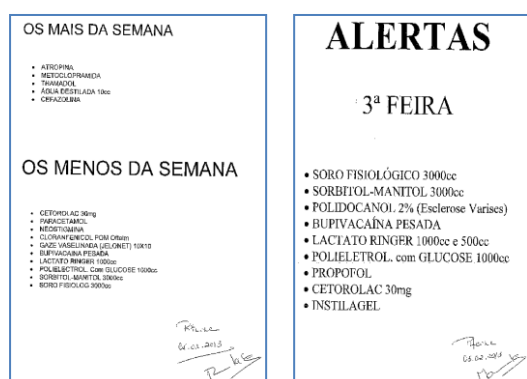 OS MAIS DA SEMANA
• ATROPINA
• METOCLOPRAMIDA
• TRAMADOL
• ÁGUA DESTILADA 10cc
• CEFAZOLINA
OS MENOS DA SEMANA
• CETOROLAC 30mg
• PARACETAMOL
• NEOSTIGMINA
• CLORANFENICOL POM Oftalm
• GAZE VASELINADA (JELONET) 10X10
• BUPIVACAINA PESADA
• LACTATO RINGER 1000cc
• POLIELECTROL. Com GLUCOSE 1000cc
• SORBITOL-MANITOL 3000cc
• SORO FISIOLOG 3000cc
ALERTAS
3ª FEIRA
• SORO FISIOLÓGICO 3000cc
• SORBITOL-MANITOL 3000cc
• POLIDOCANOL 2% (Esclerose Varises)
• BUPIVACAÍNA PESADA
• LACTATO RINGER 1000cc e 500cc
• POLIELETROL. com GLUCOSE 1000cc
• PROPOFOL
• CETOROLAC 30mg
• INSTILAGEL